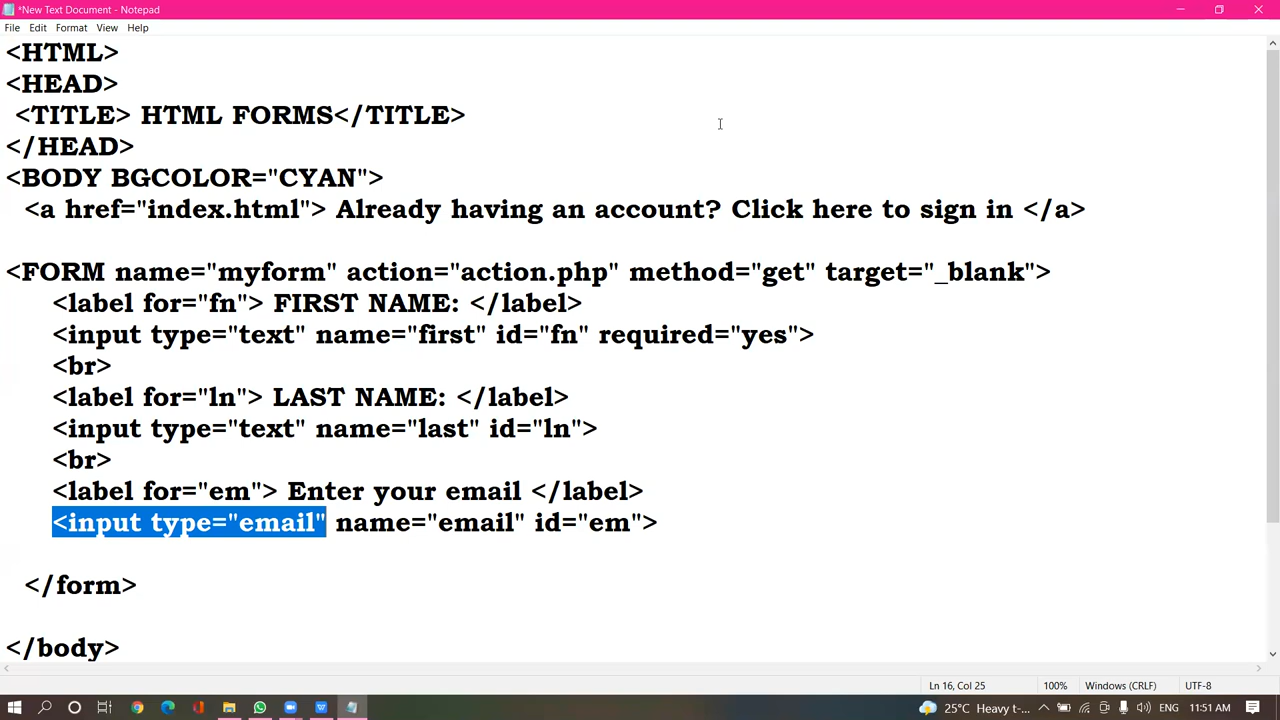 *New Text Document - Notepad
File Edit Format View Help
<HTML>
<HEAD>
<TITLE> HTML FORMS</TITLE>
</HEAD>
<BODY BGCOLOR="CYAN">
<a href="index.html"> Already having an account? Click here to sign in </a>
<FORM name="myform" action="action.php" method="get" target="_blank">
<label for="fn"> FIRST NAME: </label>
<input type="text" name="first" id="fn" required="yes">
<br>
<label for="ln"> LAST NAME: </label>
<input type="text" name="last" id="ln">
<br>
<label for="em"> Enter your email </label>
<input type="email" name="email" id="em">
</form>
</body>
Ln 16, Col 25 100% Windows (CRLF) UTF-8
25°C Heavy t-... ENG 11:51 AM